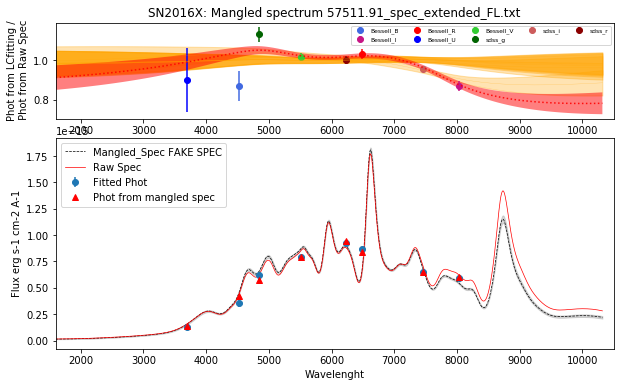 SN2016X: Mangled spectrum 57511.91_spec_extended_FL.txt
Phot from LCfitting /
Phot from Raw Spec
1.0
0.8
Bessell_B
Bessell_I
Bessell_R
Bessell_U
Bessell_V
sdss_g
sdss_i
sdss_r
2000 3000 4000 5000 6000 7000 8000 9000 10000
1e−15
Mangled_Spec FAKE SPEC
Raw Spec
Fitted Phot
Phot from mangled spec
Flux erg s-1 cm-2 A-1
1.75
1.50
1.25
1.00
0.75
0.50
0.25
0.00
2000 3000 4000 5000 6000 7000 8000 9000 10000
Wavelenght